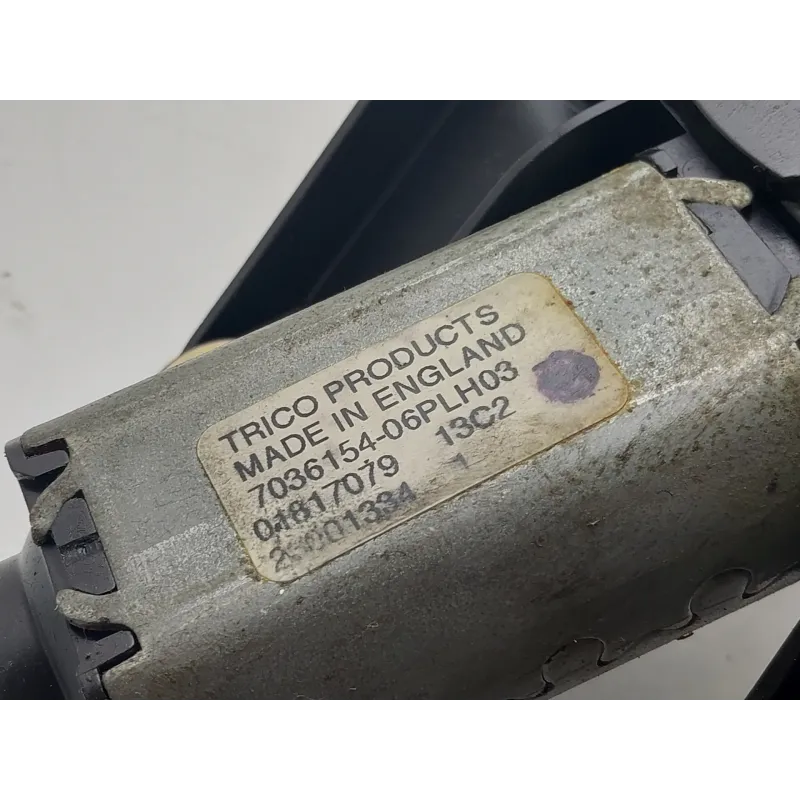 TRICO PRODUCTS
MADE IN ENGLAND
7036154-06PLH03
01817079 13C2
1